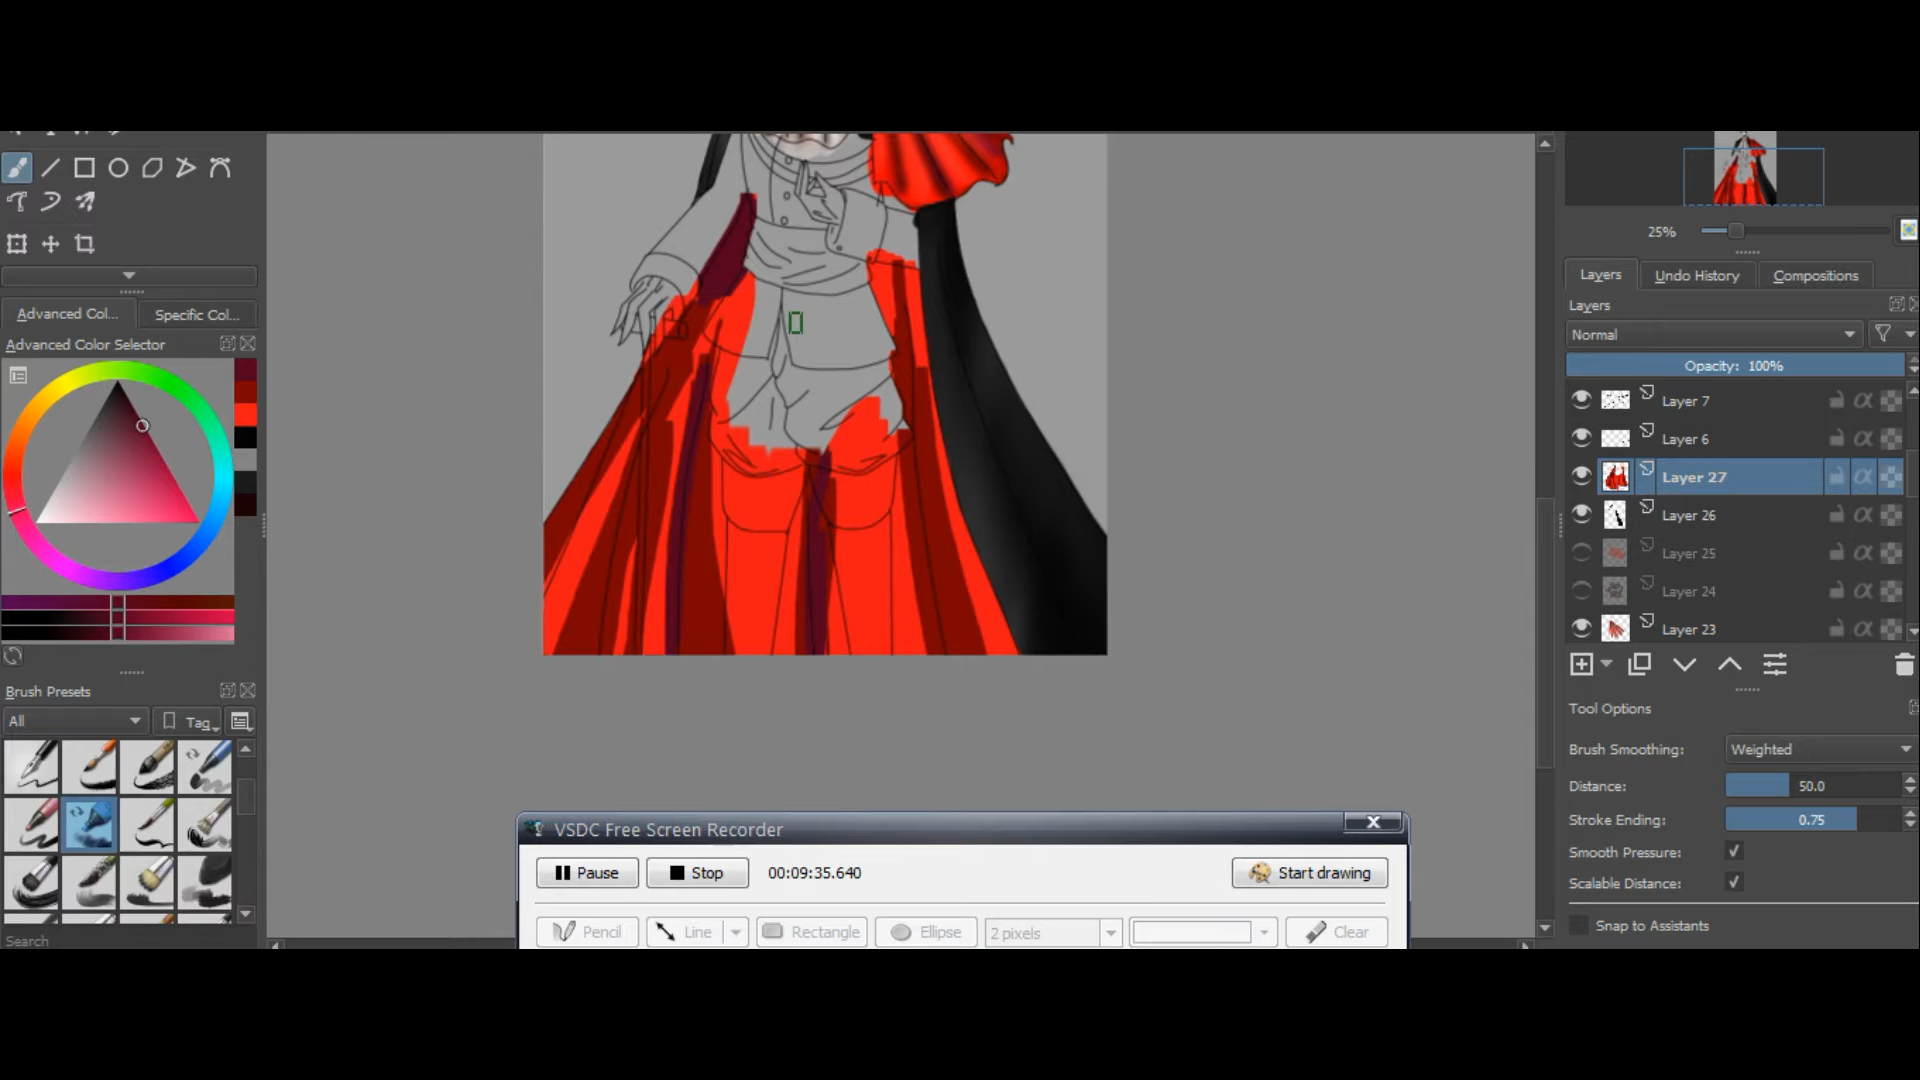 Advanced Col...
Specific Col...
Advanced Color Selector
Brush Presets
All
Tag
Search
25%
Layers
Undo History
Compositions
Layers
Normal
Opacity: 100%
Layer 7
Layer 6
Layer 27
Layer 26
Layer 25
Layer 24
Layer 23
Tool Options
Brush Smoothing:
Weighted
Distance:
50.0
Stroke Ending:
0.75
Smooth Pressure:
Scalable Distance:
Snap to Assistants
VSDC Free Screen Recorder
Pause
Stop
00:09:35.640
Start drawing
Pencil
Line
Rectangle
Ellipse
2 pixels
Clear